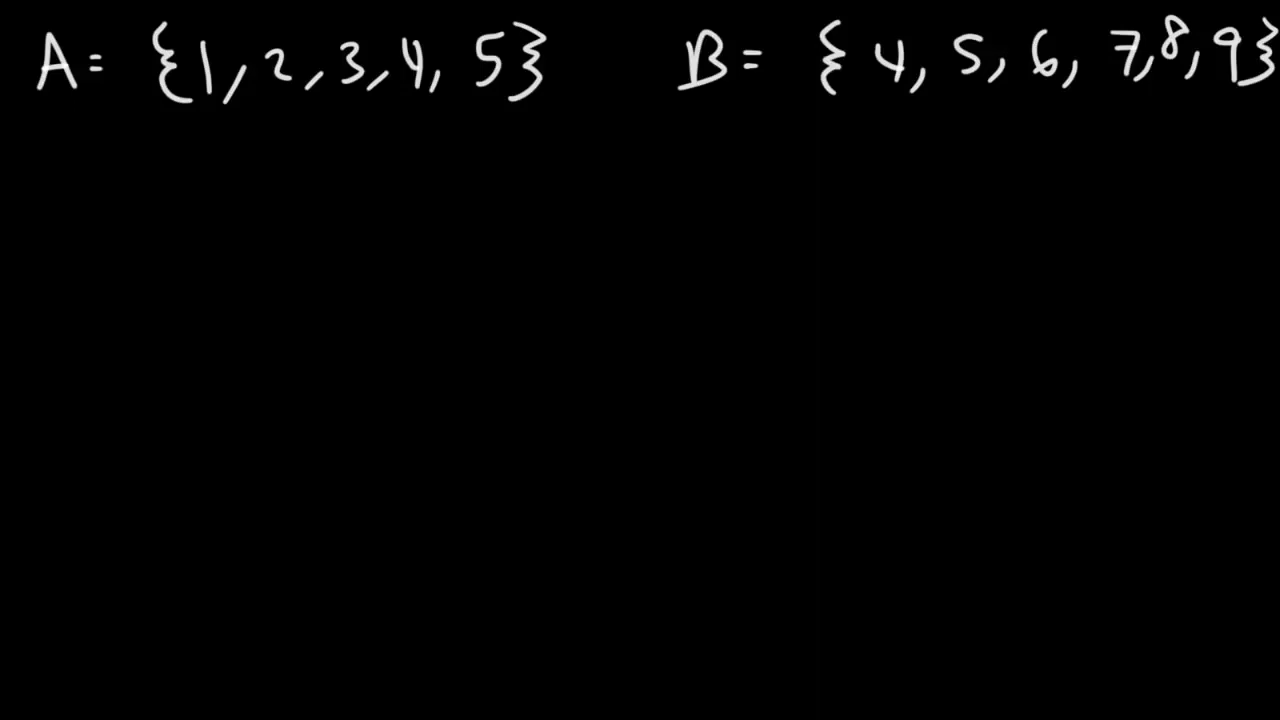 A = {1, 2, 3, 4, 5} B = {4, 5, 6, 7, 8, 9}